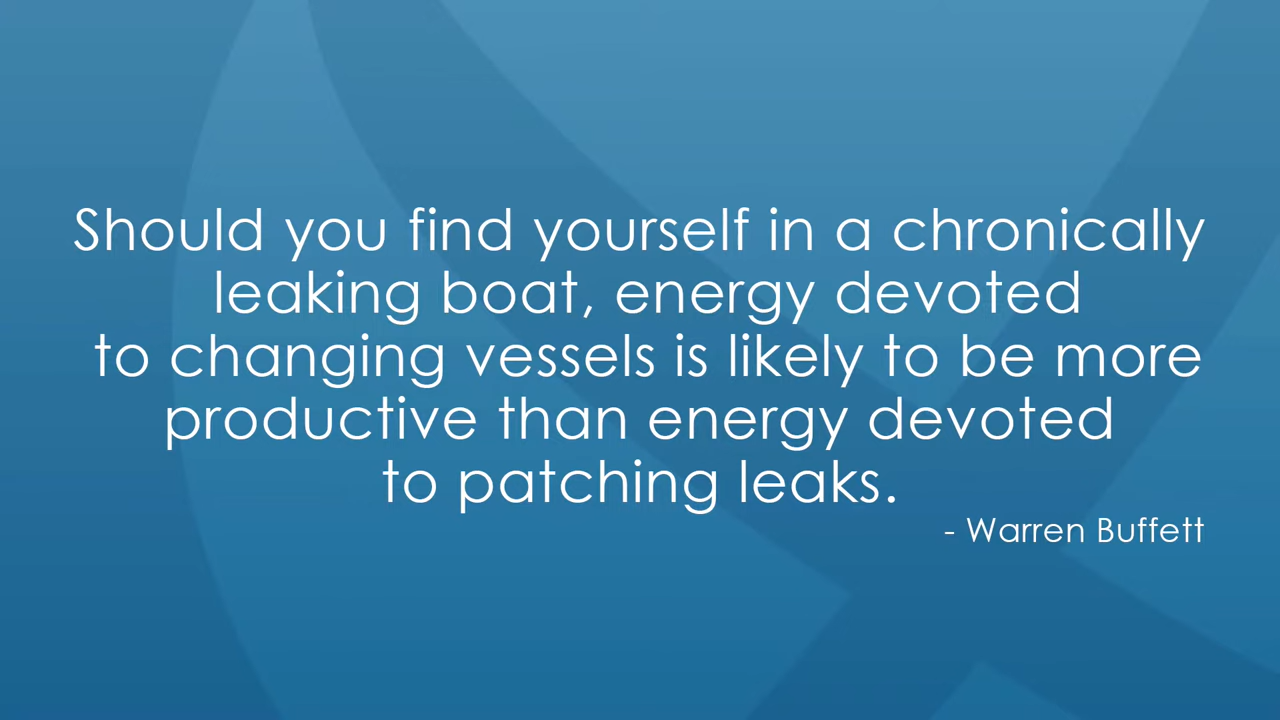 Should you find yourself in a chronically
leaking boat, energy devoted
to changing vessels is likely to be more
productive than energy devoted
to patching leaks.
- Warren Buffett